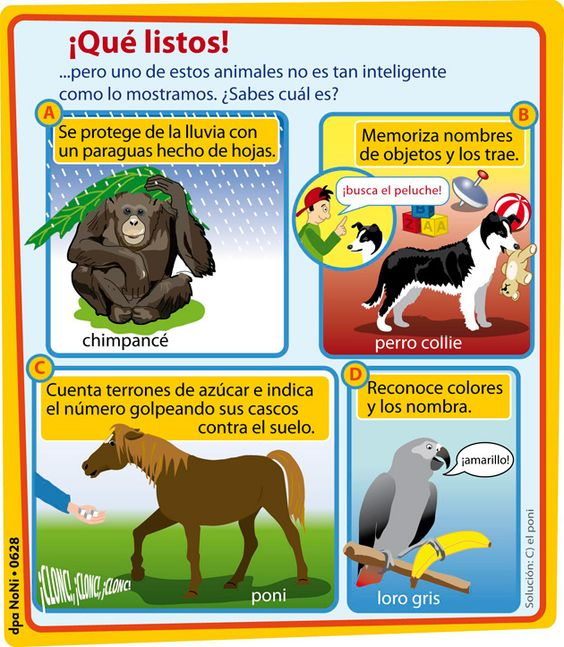 ¡Qué listos!
...pero uno de estos animales no es tan inteligente
como lo mostramos. ¿Sabes cuál es?
A
Se protege de la lluvia con
un paraguas hecho de hojas.
chimpancé
B
Memoriza nombres
de objetos y los trae.
¡busca el peluche!
Z A A
perro collie
C
Cuenta terrones de azúcar e indica
el número golpeando sus cascos
contra el suelo.
¡CLONC, ¡CLONC, ¡CLONC!
poni
D
Reconoce colores
y los nombra.
¡amarillo!
loro gris
Solución: C) el poni
dpa NoNi • 0628